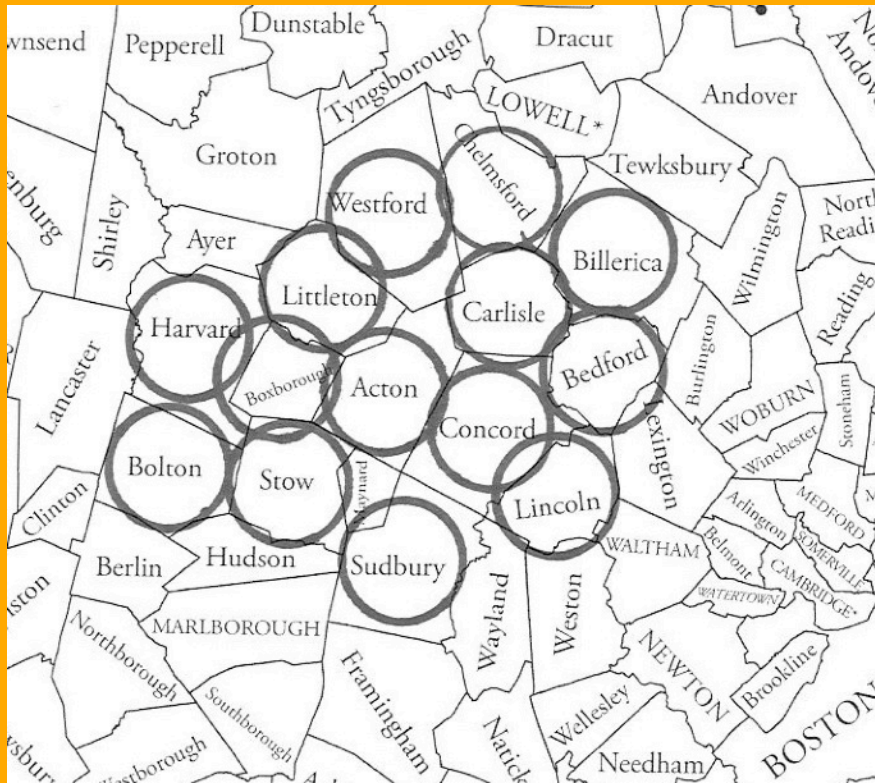 Dunstable
wnsend
Pepperell
Dracut
Tyngsborough
LOWELL*
Andover
Groton
Chelmsford
Tewksbury
enburg
Shirley
Westford
North
Reading
Ayer
Billerica
Wilmington
Littleton
Carlisle
Harvard
Reading
Lancaster
Boxborough
Acton
Bedford
Burlington
Concord
WOBURN
Stoneham
Bolton
Stow
Maynard
Lexington
Winchester
Clinton
Lincoln
Arlington
MEDFORD
Berlin
Hudson
Sudbury
WALTHAM
Belmont
SOMERVILLE
CAMBRIDGE*
WATERTOWN
MARLBOROUGH
Wayland
Weston
Northborough
NEWTON
Brookline
Framingham
Southborough
Wellesley
BOSTON
Natick
Needham